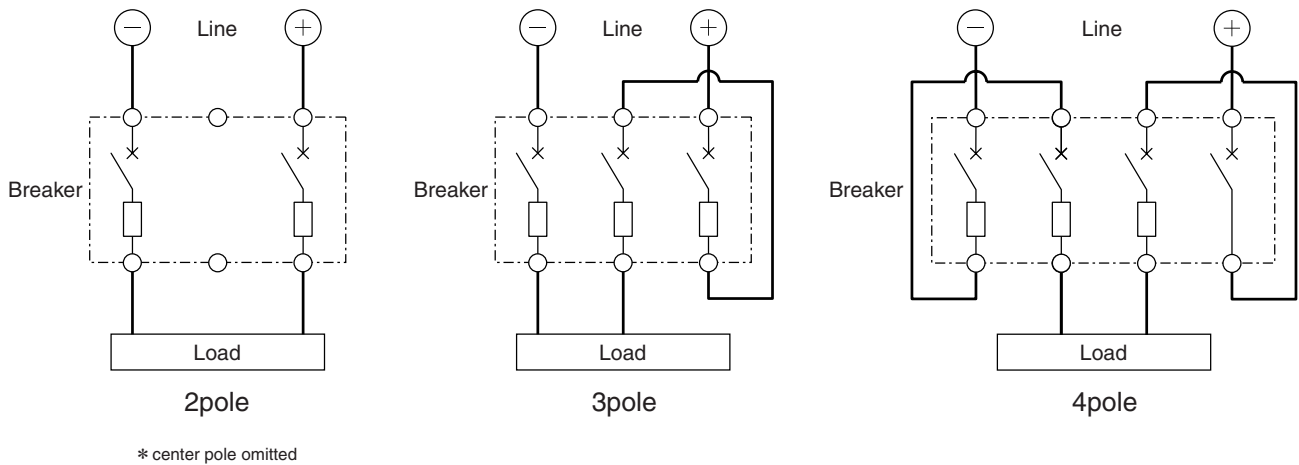 − Line +
Breaker
Load
2pole
* center pole omitted
− Line +
Breaker
Load
3pole
− Line +
Breaker
Load
4pole